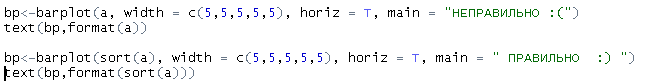 bp<-barplot(a, width = c(5,5,5,5,5), horiz = T, main = "НЕПРАВИЛЬНО :(")
text(bp,format(a))
bp<-barplot(sort(a), width = c(5,5,5,5,5), horiz = T, main = " ПРАВИЛЬНО  :) ")
text(bp,format(sort(a)))